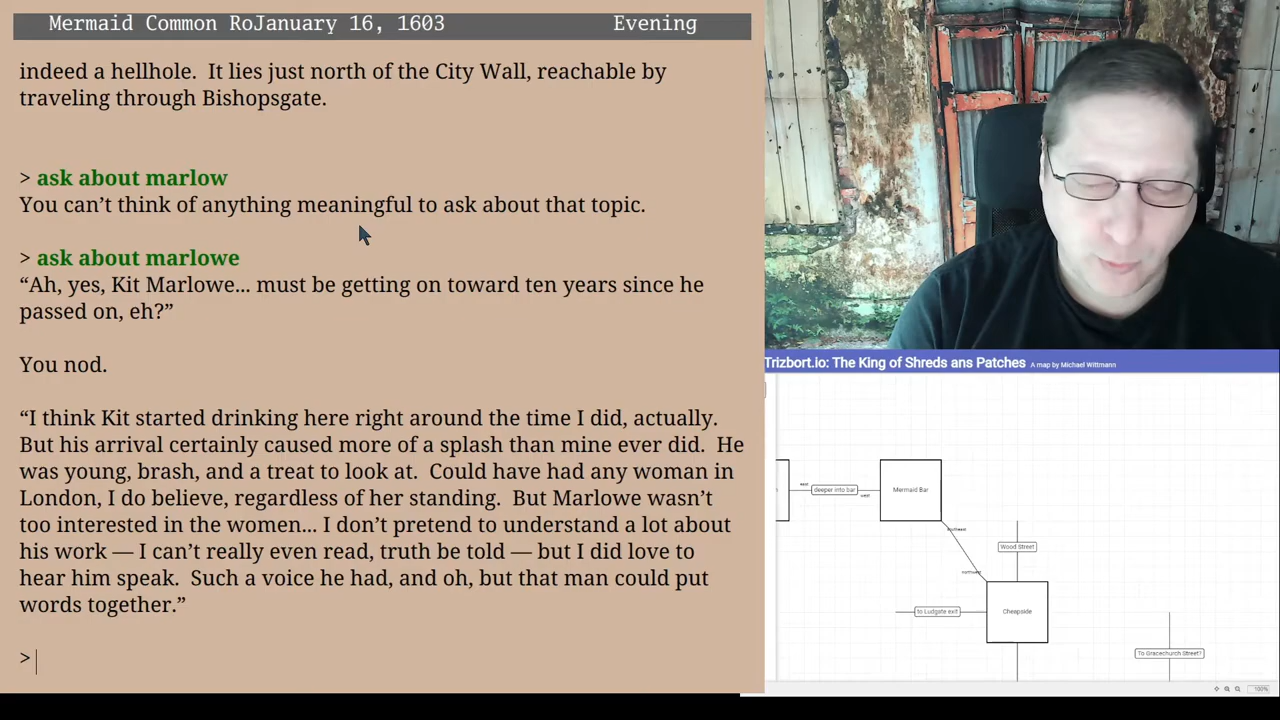 Mermaid Common RoJanuary 16, 1603 Evening
indeed a hellhole. It lies just north of the City Wall, reachable by
traveling through Bishopsgate.
> ask about marlow
You can’t think of anything meaningful to ask about that topic.
> ask about marlowe
“Ah, yes, Kit Marlowe... must be getting on toward ten years since he
passed on, eh?”
You nod.
“I think Kit started drinking here right around the time I did, actually.
But his arrival certainly caused more of a splash than mine ever did. He
was young, brash, and a treat to look at. Could have had any woman in
London, I do believe, regardless of her standing. But Marlowe wasn’t
too interested in the women... I don’t pretend to understand a lot about
his work — I can’t really even read, truth be told — but I did love to
hear him speak. Such a voice he had, and oh, but that man could put
words together.”
>
Trizbort.io: The King of Shreds ans Patches A map by Michael Wittmann
east
deeper into bar
west
Mermaid Bar
southeast
Wood Street
northwest
to Ludgate exit
Cheapside
To Gracechurch Street?
100%